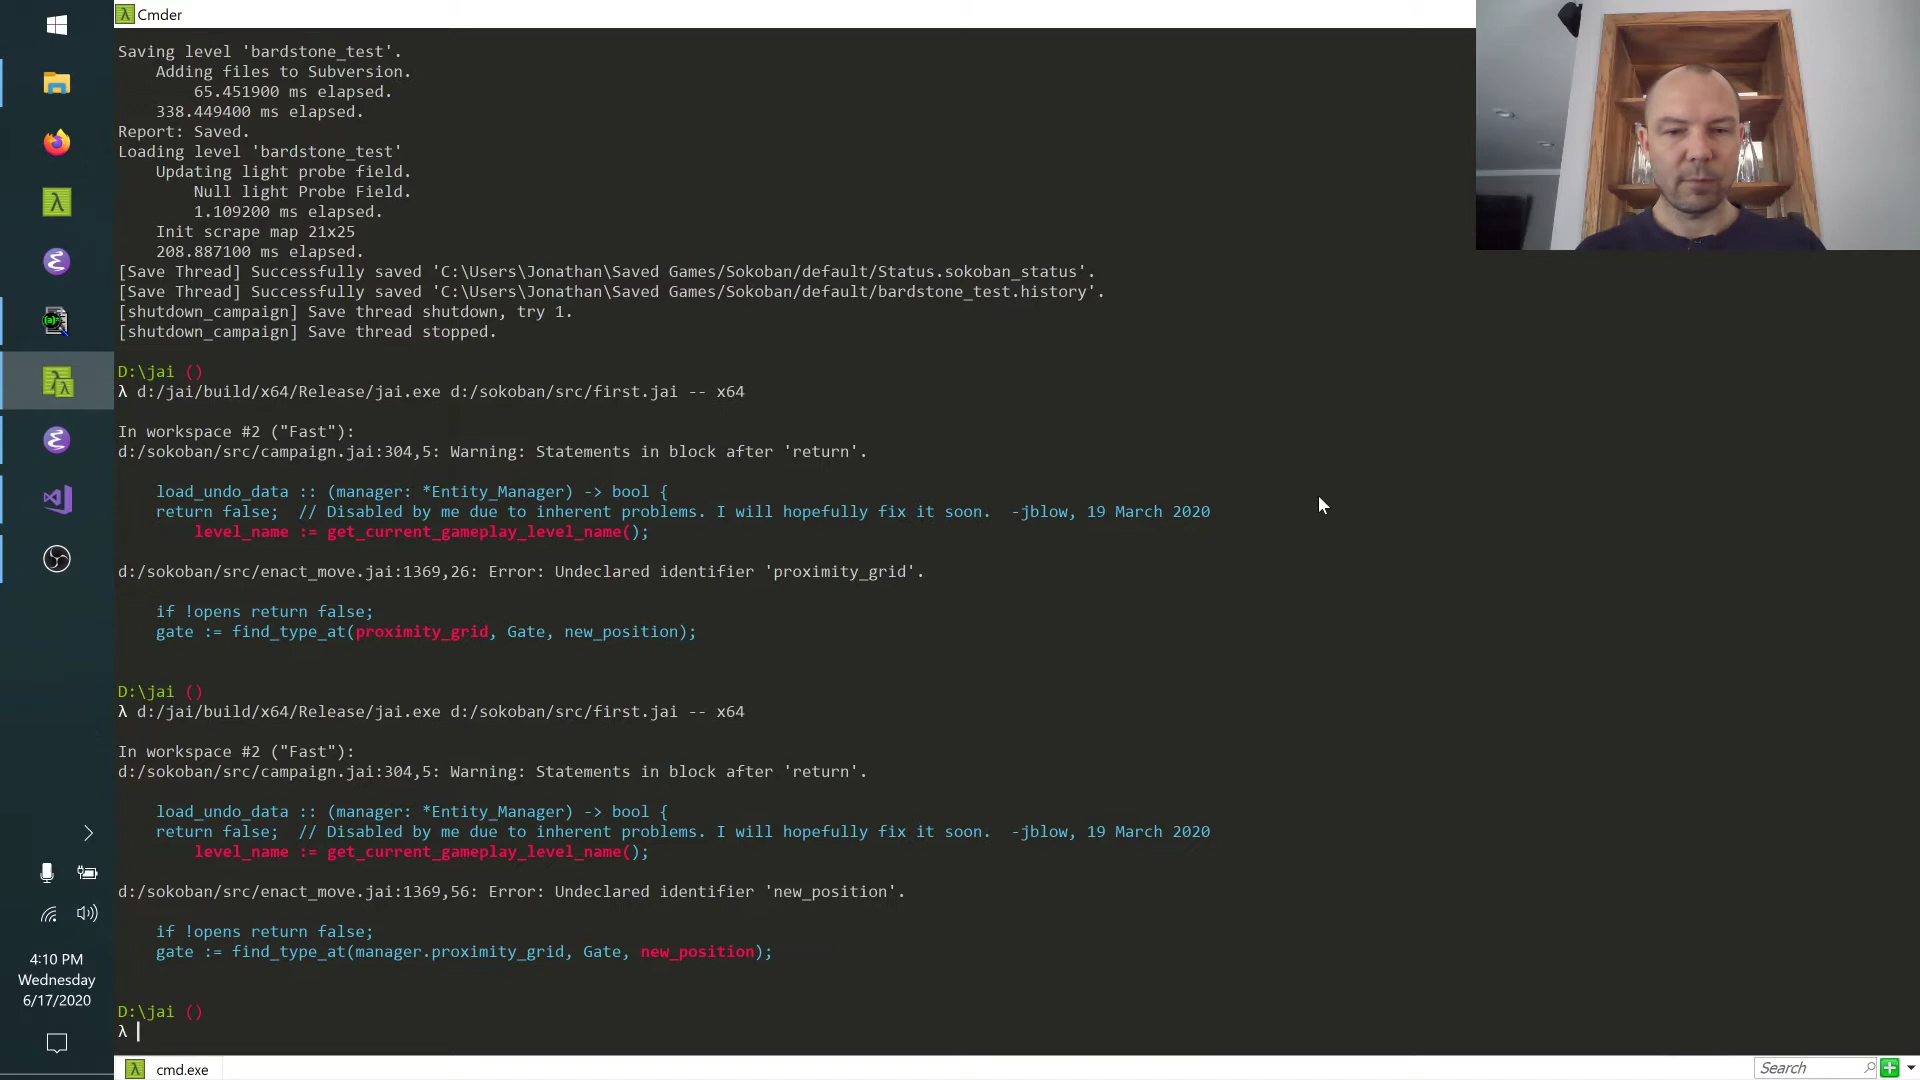 Cmder
Saving level 'bardstone_test'.
Adding files to Subversion.
65.451900 ms elapsed.
338.449400 ms elapsed.
Report: Saved.
Loading level 'bardstone_test'
Updating light probe field.
Null light Probe Field.
1.109200 ms elapsed.
Init scrape map 21x25
208.887100 ms elapsed.
[Save Thread] Successfully saved 'C:\Users\Jonathan\Saved Games/Sokoban/default/Status.sokoban_status'.
[Save Thread] Successfully saved 'C:\Users\Jonathan\Saved Games/Sokoban/default/bardstone_test.history'.
[shutdown_campaign] Save thread shutdown, try 1.
[shutdown_campaign] Save thread stopped.
D:\jai ()
λ d:/jai/build/x64/Release/jai.exe d:/sokoban/src/first.jai -- x64
In workspace #2 ("Fast"):
d:/sokoban/src/campaign.jai:304,5: Warning: Statements in block after 'return'.
load_undo_data :: (manager: *Entity_Manager) -> bool {
return false;  // Disabled by me due to inherent problems. I will hopefully fix it soon.  -jblow, 19 March 2020
level_name := get_current_gameplay_level_name();
d:/sokoban/src/enact_move.jai:1369,26: Error: Undeclared identifier 'proximity_grid'.
if !opens return false;
gate := find_type_at(proximity_grid, Gate, new_position);
D:\jai ()
λ d:/jai/build/x64/Release/jai.exe d:/sokoban/src/first.jai -- x64
In workspace #2 ("Fast"):
d:/sokoban/src/campaign.jai:304,5: Warning: Statements in block after 'return'.
load_undo_data :: (manager: *Entity_Manager) -> bool {
return false;  // Disabled by me due to inherent problems. I will hopefully fix it soon.  -jblow, 19 March 2020
level_name := get_current_gameplay_level_name();
d:/sokoban/src/enact_move.jai:1369,56: Error: Undeclared identifier 'new_position'.
if !opens return false;
gate := find_type_at(manager.proximity_grid, Gate, new_position);
D:\jai ()
λ
4:10 PM
Wednesday
6/17/2020
cmd.exe
Search